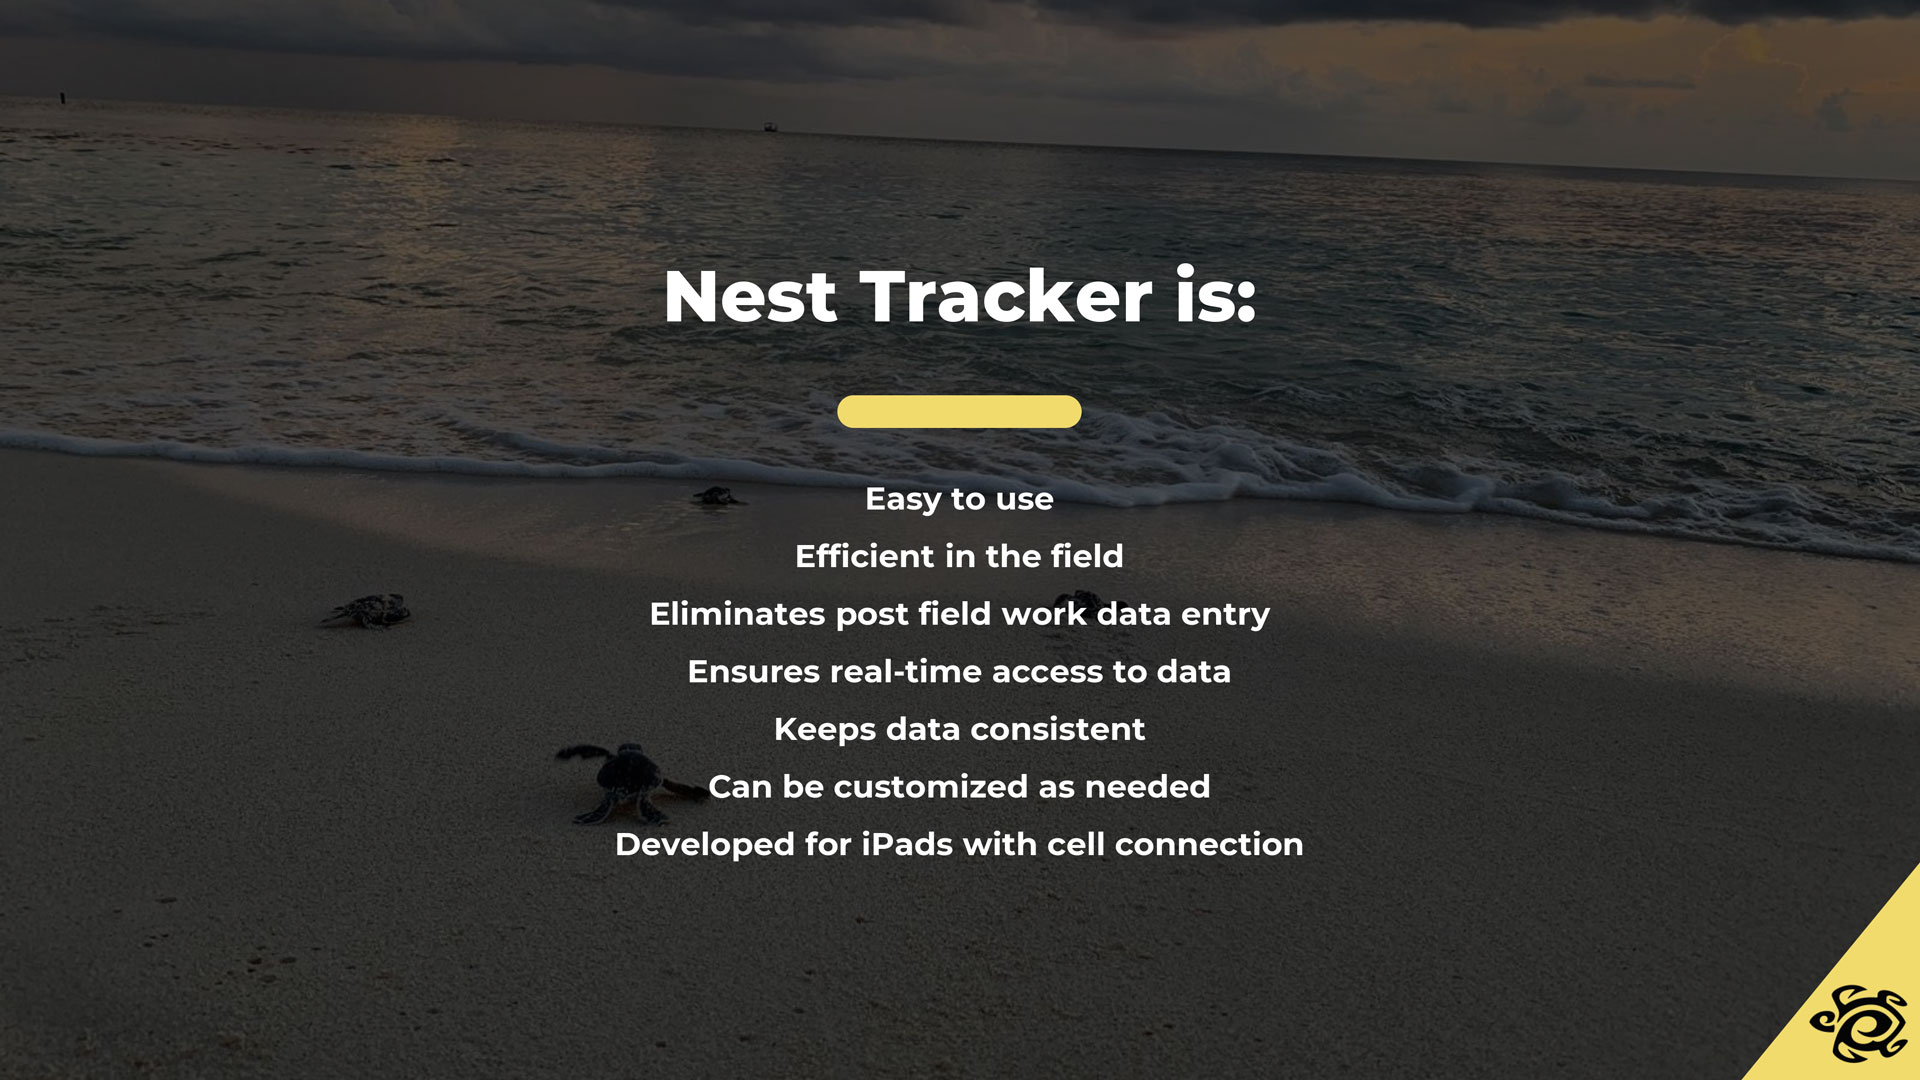 Nest Tracker is:
Easy to use
Efficient in the field
Eliminates post field work data entry
Ensures real-time access to data
Keeps data consistent
Can be customized as needed
Developed for iPads with cell connection